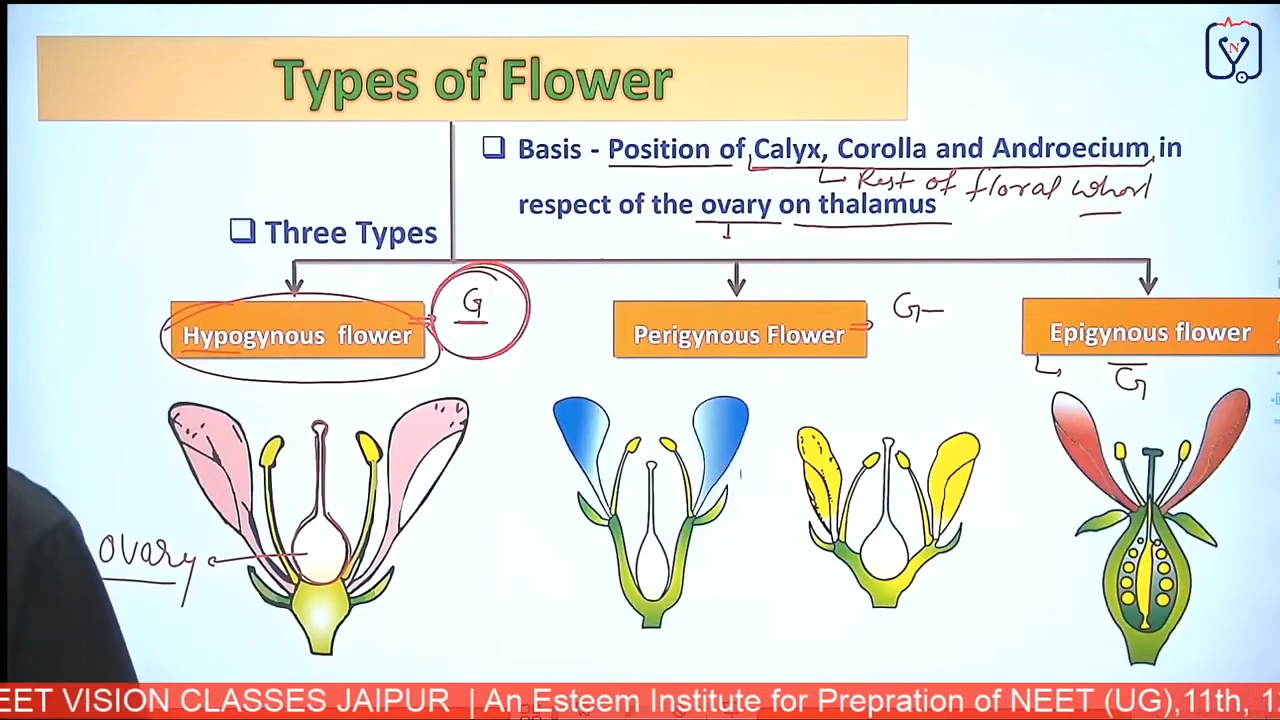 N
Types of Flower
Basis - Position of Calyx, Corolla and Androecium in
Rest of floral whorl
respect of the ovary on thalamus
Three Types
G
G-
Hypogynous flower
Perigynous Flower
Epigynous flower
G
ovary
EET VISION CLASSES JAIPUR | An Esteem Institute for Prepration of NEET (UG),11th, 1